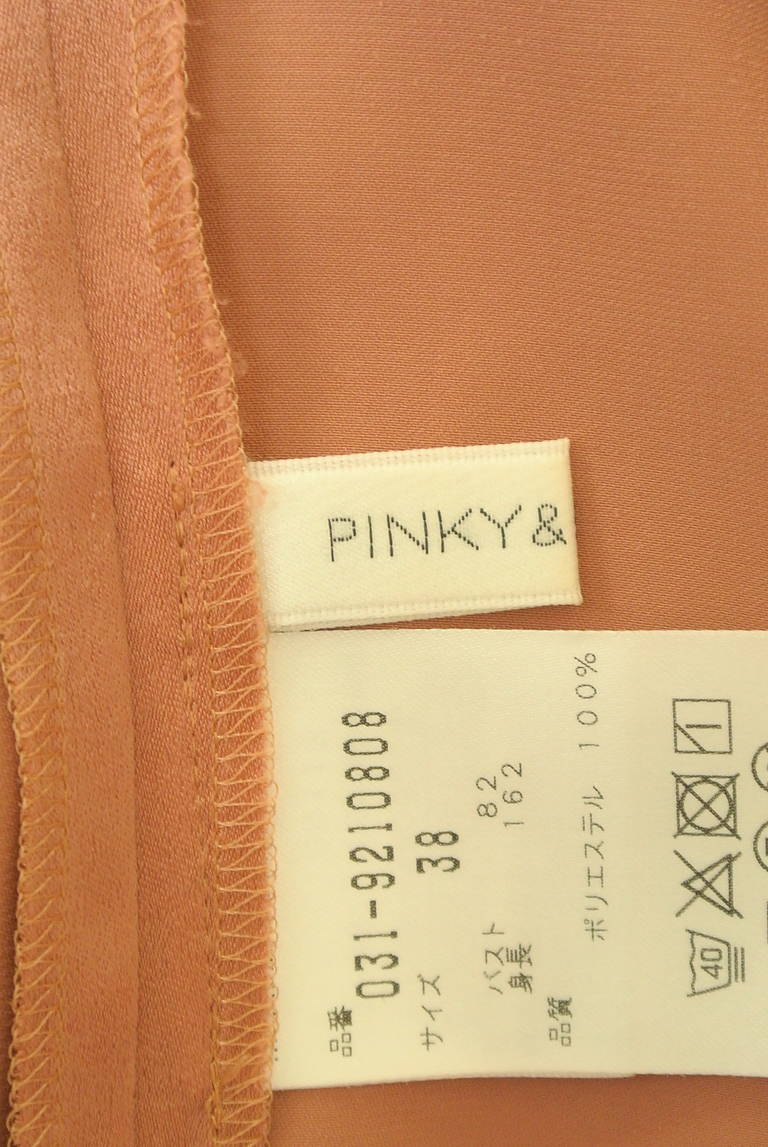 PINKY&
品番 031-9210808
サイズ 38
バスト 82
身長 162
品質 ポリエステル 100%
40